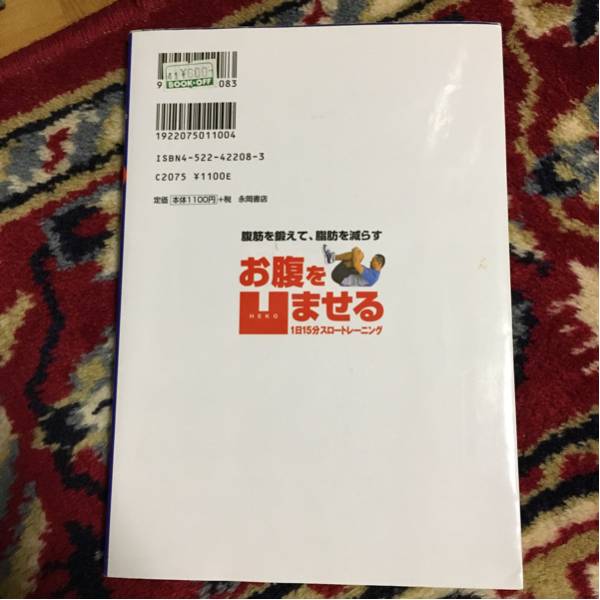 9
083
BOOK-OFF
1922075011004
ISBN4-522-42208-3
C2075 ¥1100E
定価 本体1100円+税 永岡書店
腹筋を鍛えて、脂肪を減らす
お腹を
凹ませる
HEKO
1日15分スロートレーニング